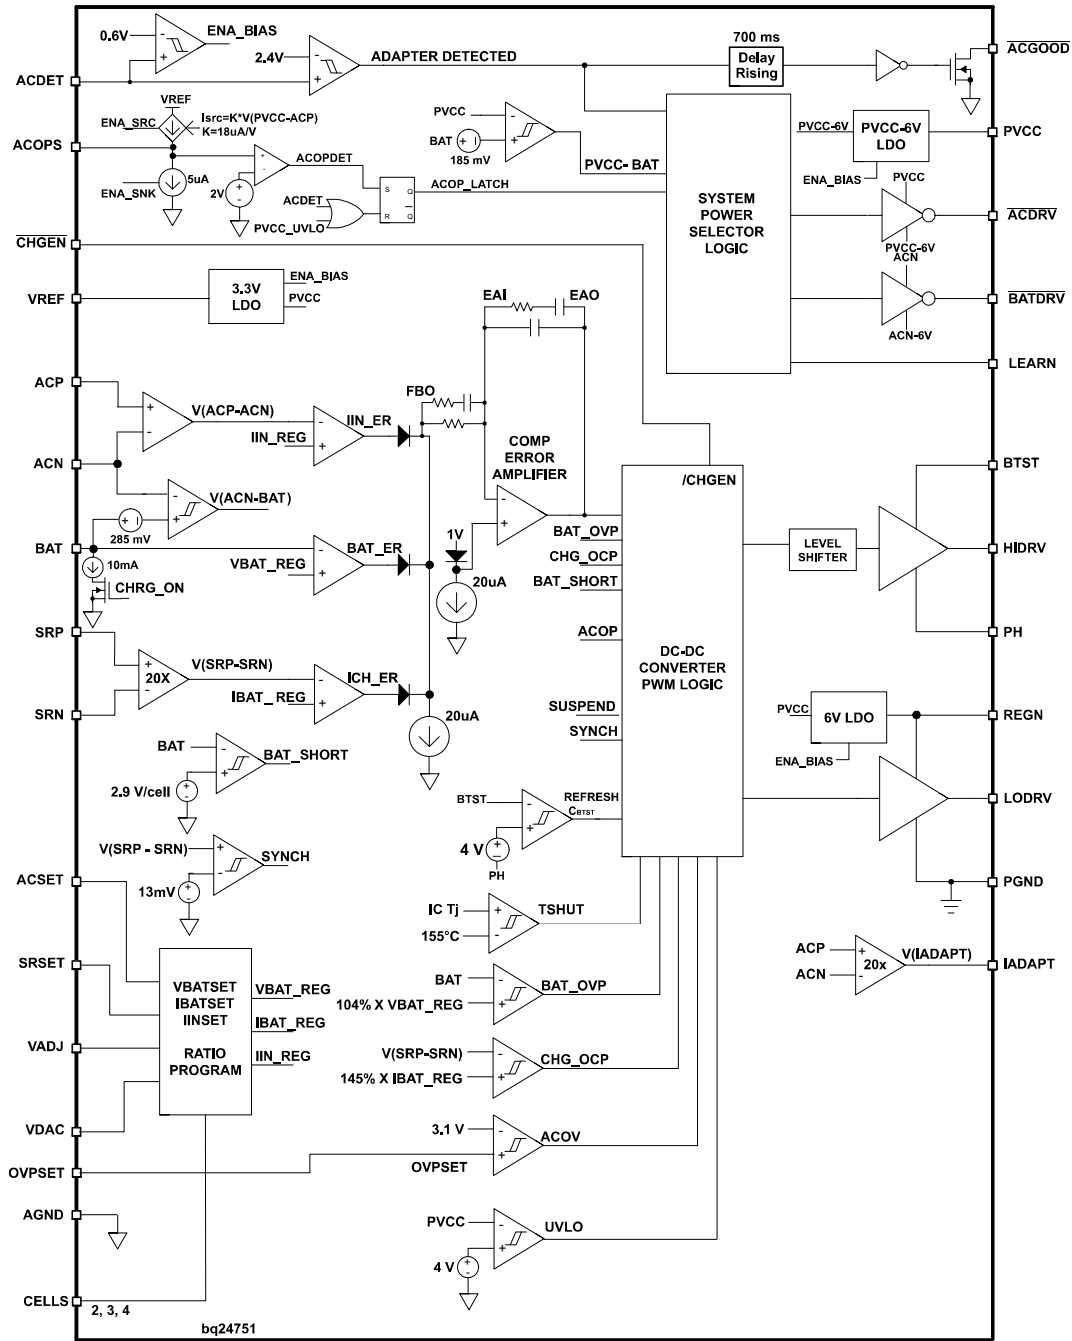 0.6V
ENA_BIAS
2.4V
ADAPTER DETECTED
700 ms
Delay
Rising
ACGOOD
ACDET
VREF
ENA_SRC
Isrc=K*V(PVCC-ACP)
K=18uA/V
ACOPS
ENA_SNK
5uA
2V
ACOPDET
ACDET
PVCC_UVLO
S
R
Q
Q
ACOP_LATCH
PVCC
BAT
185 mV
PVCC- BAT
SYSTEM
POWER
SELECTOR
LOGIC
PVCC-6V
PVCC-6V
LDO
ENA_BIAS
PVCC
PVCC
ACDRV
PVCC-6V
ACN
BATDRV
ACN-6V
LEARN
CHGEN
VREF
3.3V
LDO
ENA_BIAS
PVCC
EAI
EAO
FBO
COMP
ERROR
AMPLIFIER
ACP
V(ACP-ACN)
IIN_REG
IIN_ER
ACN
V(ACN-BAT)
285 mV
BAT
10mA
CHRG_ON
VBAT_REG
BAT_ER
1V
20uA
SRP
20X
V(SRP-SRN)
IBAT_REG
ICH_ER
20uA
SRN
/CHGEN
BAT_OVP
CHG_OCP
BAT_SHORT
ACOP
DC-DC
CONVERTER
PWM LOGIC
SUSPEND
SYNCH
LEVEL
SHIFTER
BTST
HIDRV
PH
PVCC
6V LDO
ENA_BIAS
REGN
LODRV
PGND
BAT
BAT_SHORT
2.9 V/cell
V(SRP - SRN)
SYNCH
13mV
BTST
REFRESH
CBTST
4 V
PH
ACSET
SRSET
VADJ
VDAC
VBATSET
IBATSET
IINSET
RATIO
PROGRAM
VBAT_REG
IBAT_REG
IIN_REG
IC Tj
155°C
TSHUT
BAT
104% X VBAT_REG
BAT_OVP
V(SRP-SRN)
145% X IBAT_REG
CHG_OCP
3.1 V
OVPSET
ACOV
PVCC
4 V
UVLO
ACP
ACN
20x
V(IADAPT)
IADAPT
OVPSET
AGND
CELLS
2, 3, 4
bq24751